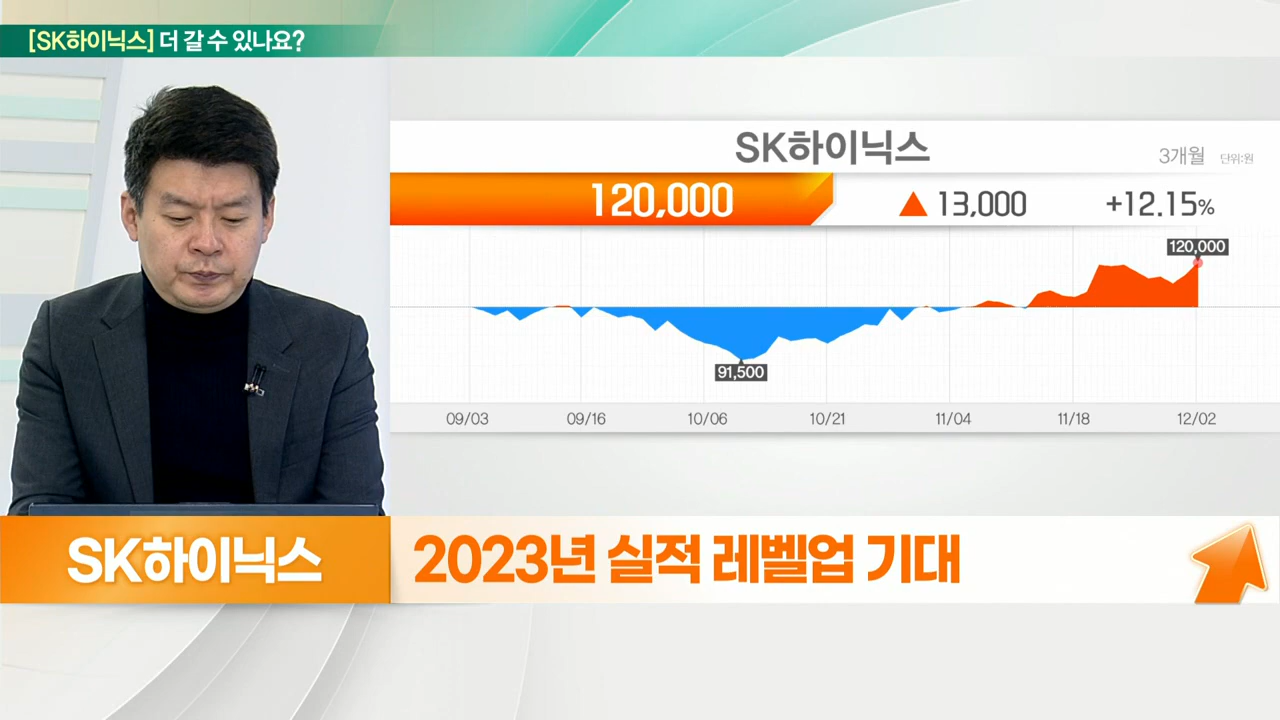 [SK하이닉스] 더 갈 수 있나요?
SK하이닉스
3개월 단위:원
120,000 ▲ 13,000 +12.15%
120,000
91,500
09/03 09/16 10/06 10/21 11/04 11/18 12/02
SK하이닉스 2023년 실적 레벨업 기대